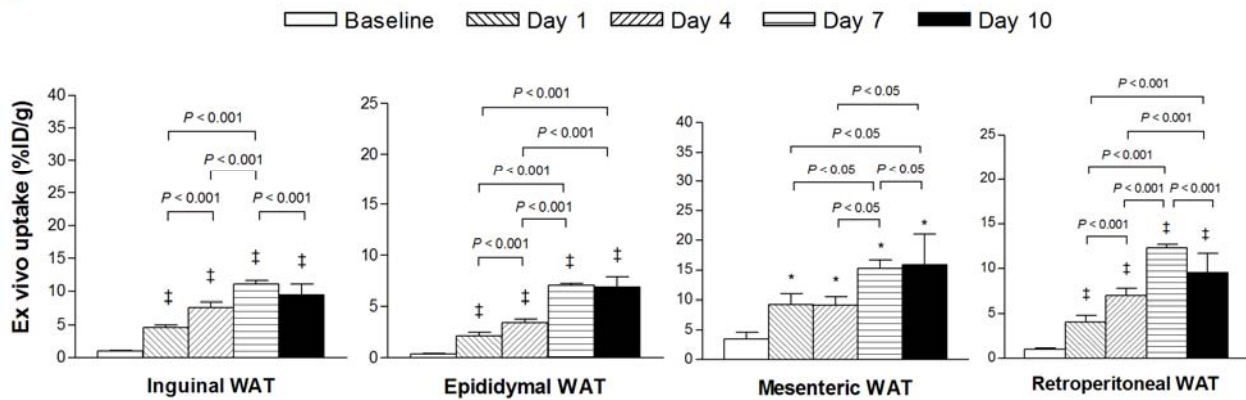 Baseline Day 1 Day 4 Day 7 Day 10
Ex vivo uptake (%ID/g)
40
35
30
25
20
15
10
5
0
P < 0.001
P < 0.001
P < 0.001 P < 0.001
‡ ‡ ‡ ‡
Inguinal WAT
25
20
15
10
5
0
P < 0.001
P < 0.001
P < 0.001
P < 0.001
P < 0.001
‡ ‡ ‡ ‡
Epididymal WAT
40
35
30
25
20
15
10
5
0
P < 0.05
P < 0.05
P < 0.05 P < 0.05
P < 0.05
* * * *
Mesenteric WAT
25
20
15
10
5
0
P < 0.001
P < 0.001
P < 0.001
P < 0.001 P < 0.001
P < 0.001
‡ ‡ ‡ ‡
Retroperitoneal WAT